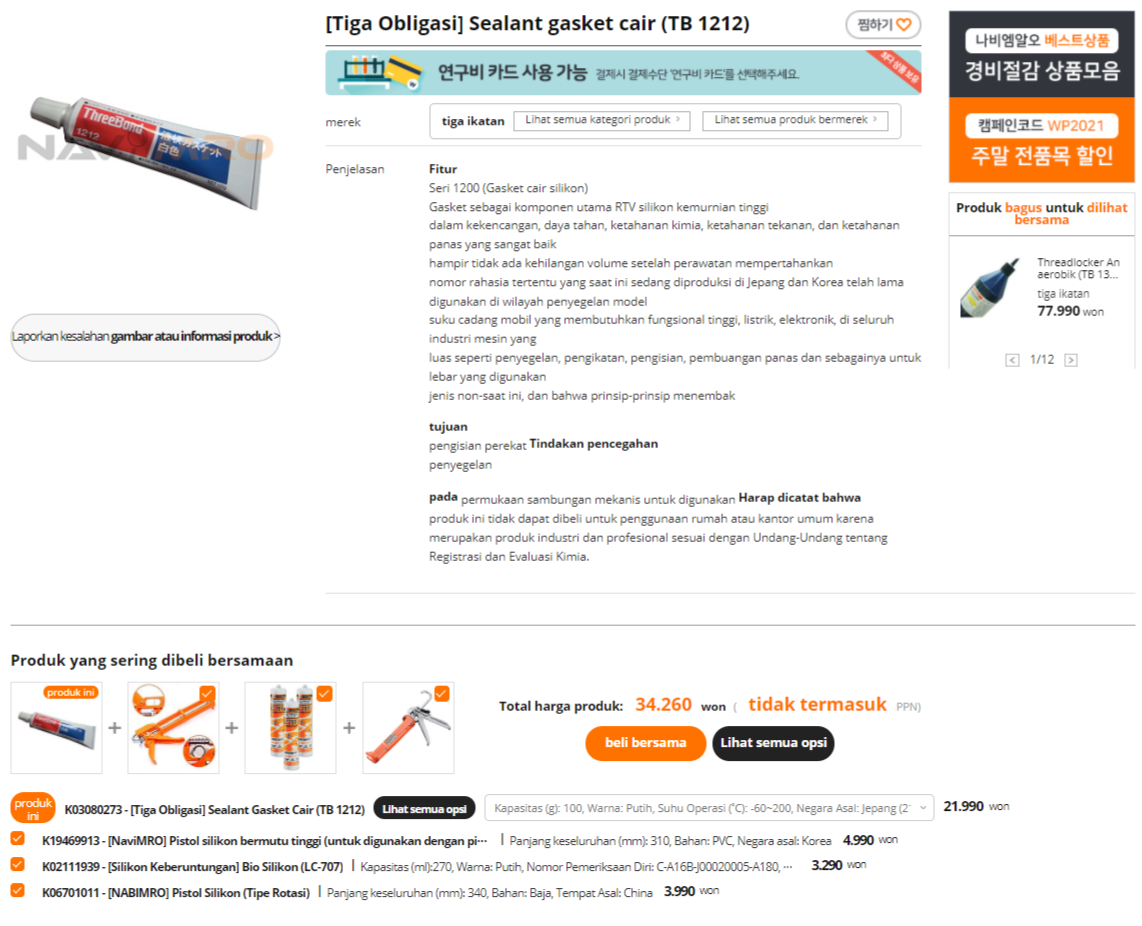 [Tiga Obligasi] Sealant gasket cair (TB 1212)
찜하기
연구비 카드 사용 가능 결제시 결제수단 '연구비 카드'를 선택해주세요.
최다 상품 보유
merek
tiga ikatan
Lihat semua kategori produk >
Lihat semua produk bermerek >
ThreeBond
1212
液状ガスケット
白色
NAVIMRO
Laporkan kesalahan gambar atau informasi produk >
Penjelasan
Fitur
Seri 1200 (Gasket cair silikon)
Gasket sebagai komponen utama RTV silikon kemurnian tinggi
dalam kekencangan, daya tahan, ketahanan kimia, ketahanan tekanan, dan ketahanan
panas yang sangat baik
hampir tidak ada kehilangan volume setelah perawatan mempertahankan
nomor rahasia tertentu yang saat ini sedang diproduksi di Jepang dan Korea telah lama
digunakan di wilayah penyegelan model
suku cadang mobil yang membutuhkan fungsional tinggi, listrik, elektronik, di seluruh
industri mesin yang
luas seperti penyegelan, pengikatan, pengisian, pembuangan panas dan sebagainya untuk
lebar yang digunakan
jenis non-saat ini, dan bahwa prinsip-prinsip menembak
tujuan
pengisian perekat Tindakan pencegahan
penyegelan
pada permukaan sambungan mekanis untuk digunakan Harap dicatat bahwa
produk ini tidak dapat dibeli untuk penggunaan rumah atau kantor umum karena
merupakan produk industri dan profesional sesuai dengan Undang-Undang tentang
Registrasi dan Evaluasi Kimia.
나비엠알오 베스트상품
경비절감 상품모음
캠페인코드 WP2021
주말 전품목 할인
Produk bagus untuk dilihat
bersama
Threadlocker An
aerobik (TB 13...
tiga ikatan
77.990 won
< 1/12 >
Produk yang sering dibeli bersamaan
produk ini
+ + +
Total harga produk: 34.260 won ( tidak termasuk PPN)
beli bersama
Lihat semua opsi
produk ini
K03080273 - [Tiga Obligasi] Sealant Gasket Cair (TB 1212) Lihat semua opsi Kapasitas (g): 100, Warna: Putih, Suhu Operasi (°C): -60~200, Negara Asal: Jepang (2 21.990 won
K19469913 - [NaviMRO] Pistol silikon bermutu tinggi (untuk digunakan dengan pi··· | Panjang keseluruhan (mm): 310, Bahan: PVC, Negara asal: Korea 4.990 won
K02111939 - [Silikon Keberuntungan] Bio Silikon (LC-707) | Kapasitas (ml):270, Warna: Putih, Nomor Pemeriksaan Diri: C-A16B-J00020005-A180, ··· 3.290 won
K06701011 - [NABIMRO] Pistol Silikon (Tipe Rotasi) | Panjang keseluruhan (mm): 340, Bahan: Baja, Tempat Asal: China 3.990 won